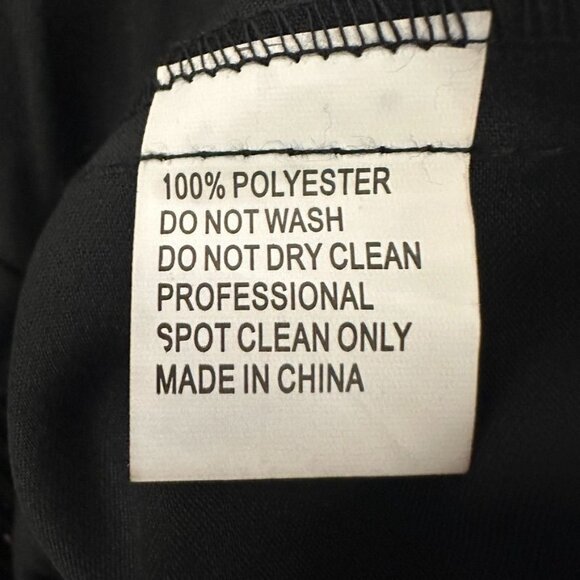 100% POLYESTER
DO NOT WASH
DO NOT DRY CLEAN
PROFESSIONAL
SPOT CLEAN ONLY
MADE IN CHINA